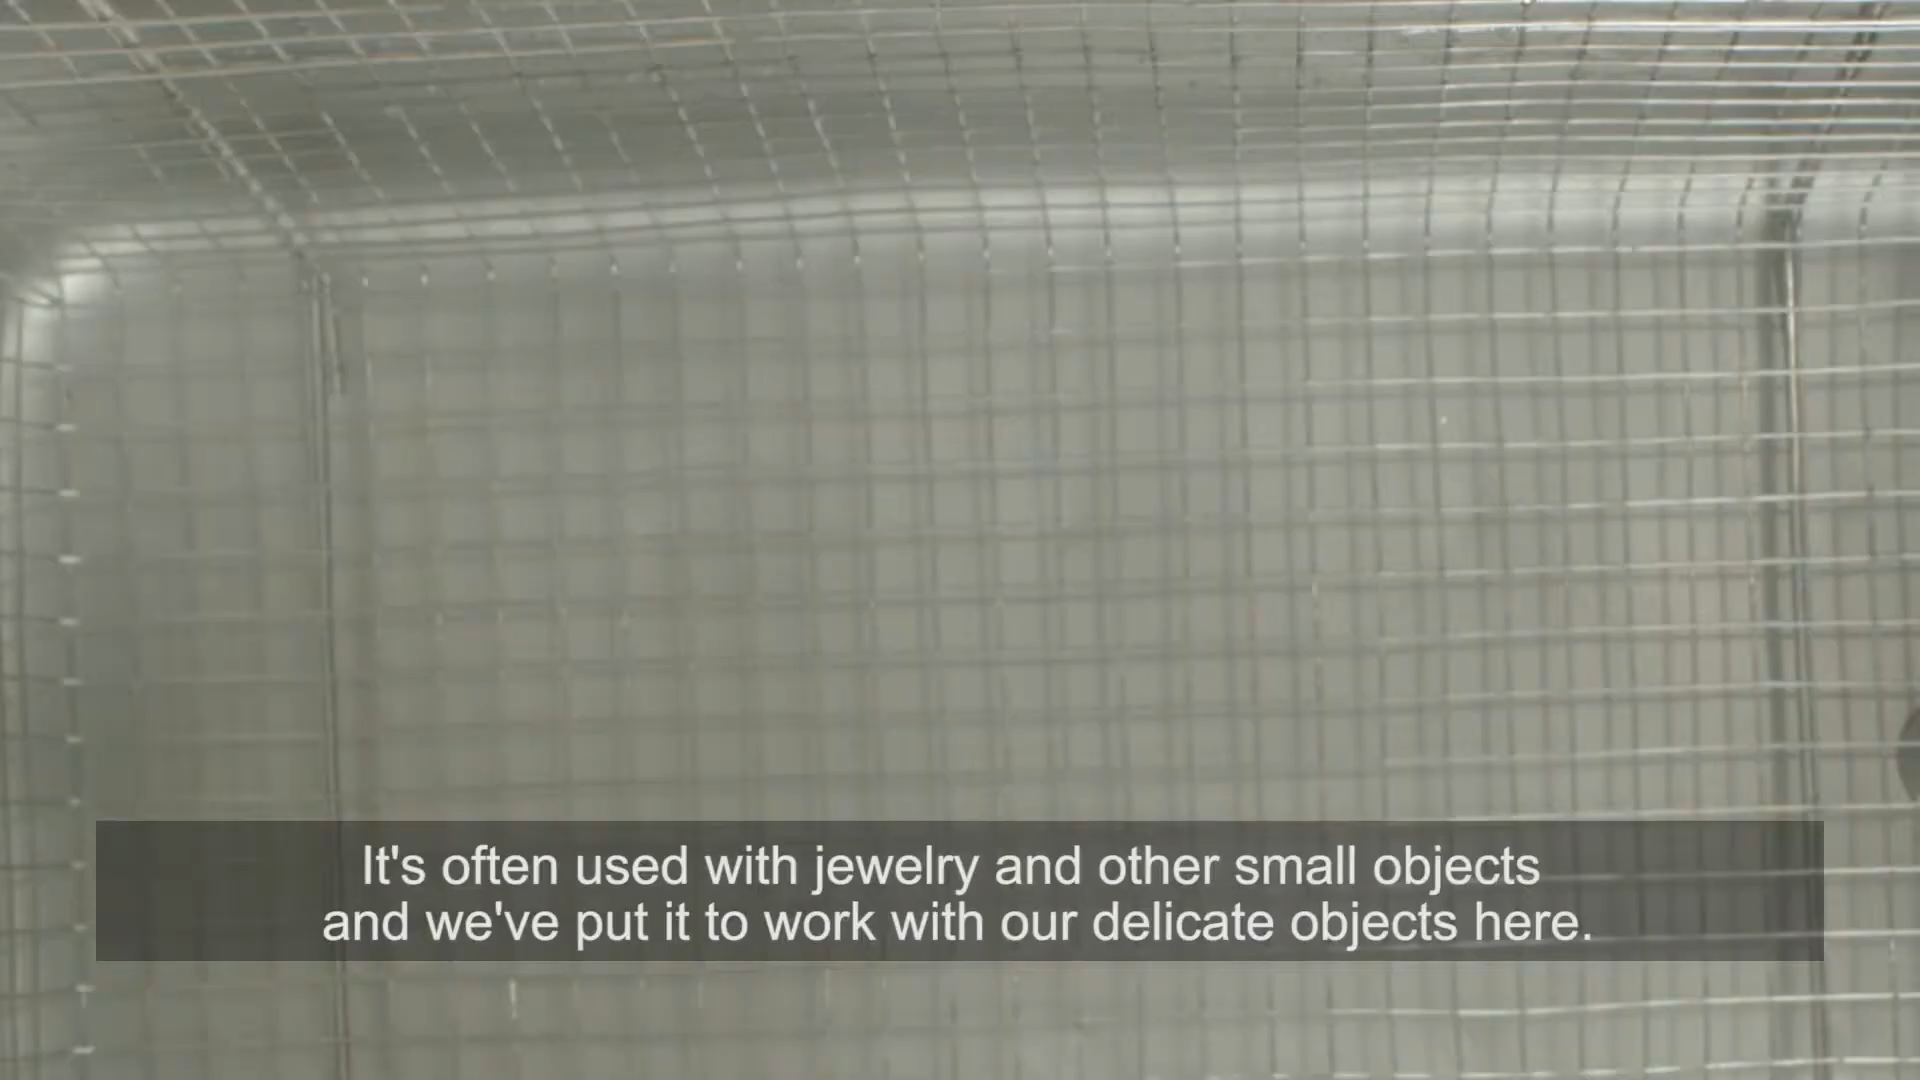 It's often used with jewelry and other small objects
and we've put it to work with our delicate objects here.